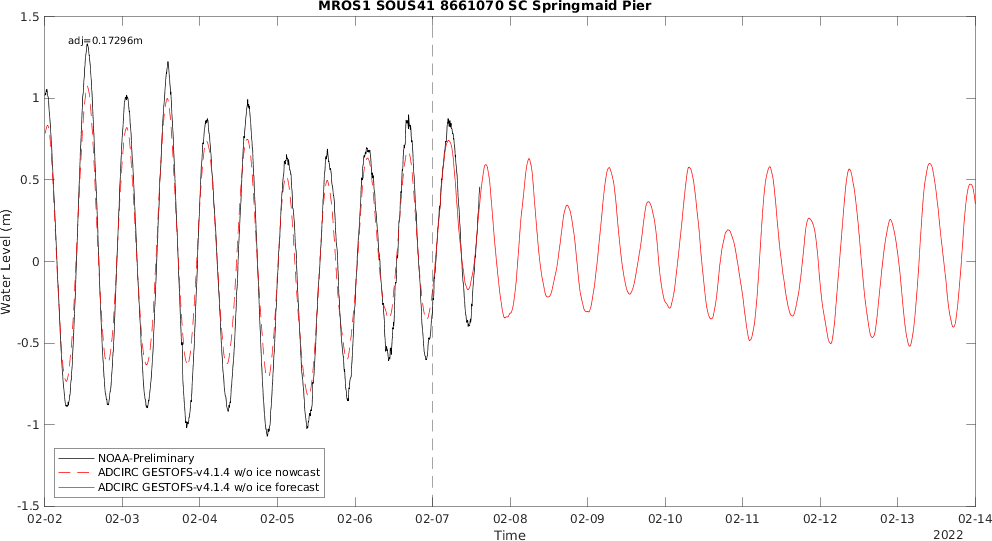 MROS1 SOUS41 8661070 SC Springmaid Pier
adj=0.17296m
1.5
1
0.5
0
-0.5
-1
-1.5
Water Level (m)
NOAA-Preliminary
ADCIRC GESTOFS-v4.1.4 w/o ice nowcast
ADCIRC GESTOFS-v4.1.4 w/o ice forecast
02-02 02-03 02-04 02-05 02-06 02-07 02-08 02-09 02-10 02-11 02-12 02-13 02-14
Time
2022